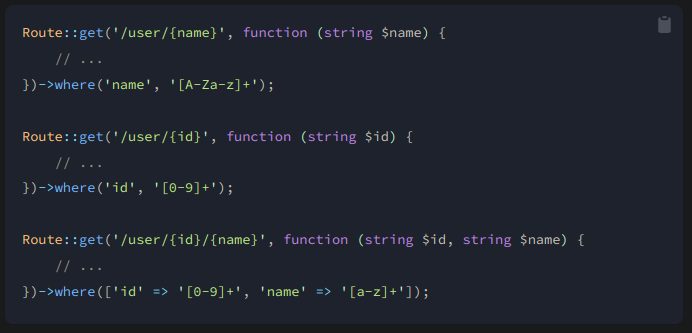 Route::get('/user/{name}', function (string $name) {
    // ...
})->where('name', '[A-Za-z]+');

Route::get('/user/{id}', function (string $id) {
    // ...
})->where('id', '[0-9]+');

Route::get('/user/{id}/{name}', function (string $id, string $name) {
    // ...
})->where(['id' => '[0-9]+', 'name' => '[a-z]+']);